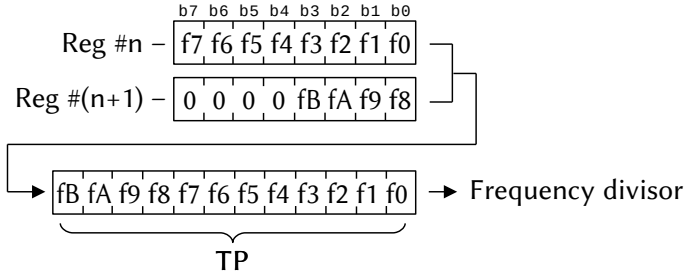 b7 b6 b5 b4 b3 b2 b1 b0
Reg #n – f7 f6 f5 f4 f3 f2 f1 f0
Reg #(n+1) – 0 0 0 0 fB fA f9 f8
fB fA f9 f8 f7 f6 f5 f4 f3 f2 f1 f0 Frequency divisor
TP